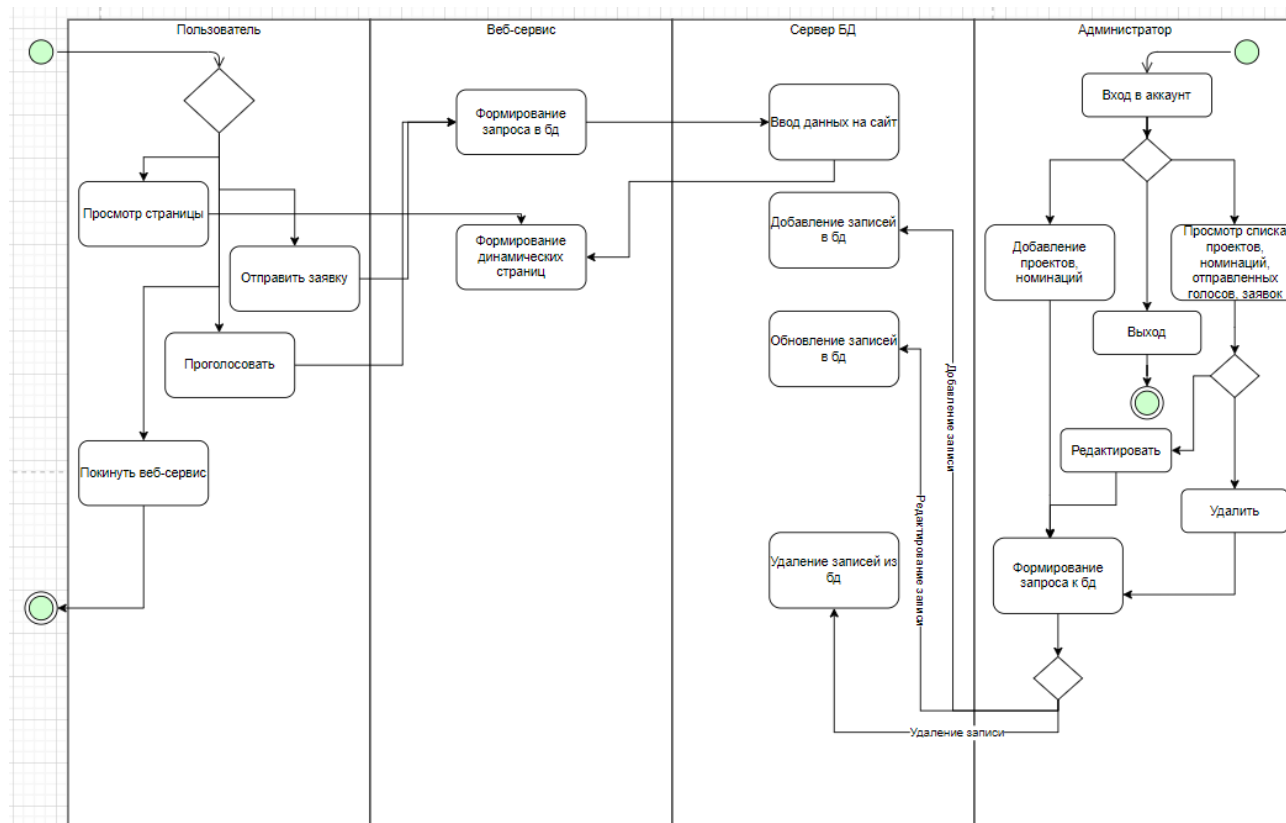 Пользователь
Веб-сервис
Сервер БД
Администратор
Вход в аккаунт
Формирование
запроса в бд
Ввод данных на сайт
Просмотр страницы
Отправить заявку
Проголосовать
Покинуть веб-сервис
Формирование
динамических
страниц
Добавление записей
в бд
Обновление записей
в бд
Удаление записей из
бд
Добавление
проектов,
номинаций
Просмотр списка
проектов,
номинаций,
отправленных
голосов, заявок
Выход
Редактировать
Удалить
Формирование
запроса к бд
Добавление записи
Редактирование записи
Удаление записи